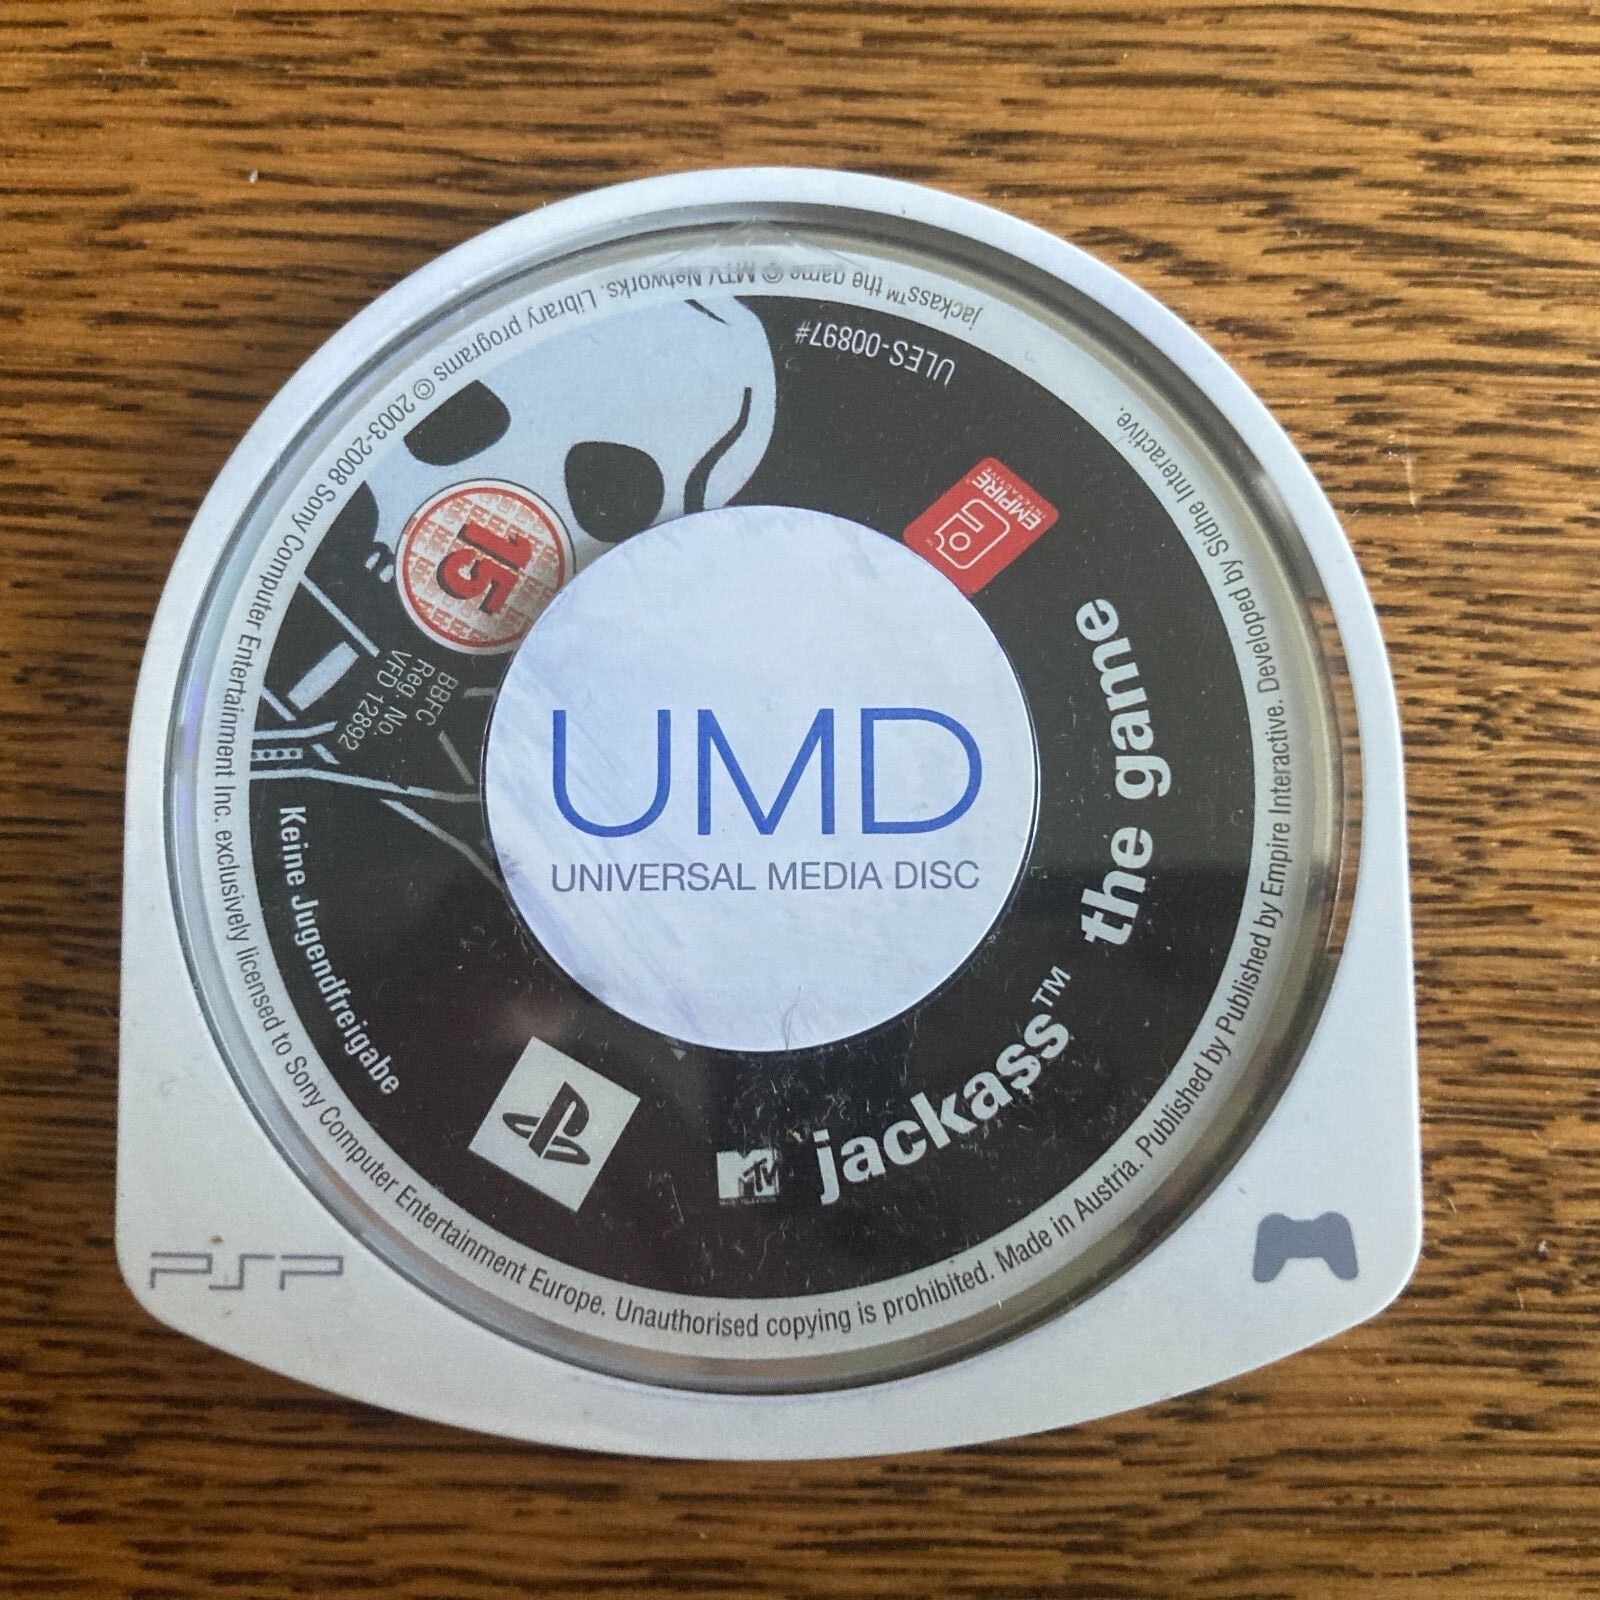 UMD
UNIVERSAL MEDIA DISC
MTV
jackass™ the game
EMPIRE
INTERACTIVE
ULES-00897#
15
BBFC
Reg. No.
VFD 12892
Keine Jugendfreigabe
jackass™ the game © MTV Networks. Library programs © 2003-2008 Sony Computer Entertainment Inc. exclusively licensed to Sony Computer Entertainment Europe. Unauthorised copying is prohibited. Made in Austria. Published by Published by Empire Interactive. Developed by Sidhe Interactive.
PSP